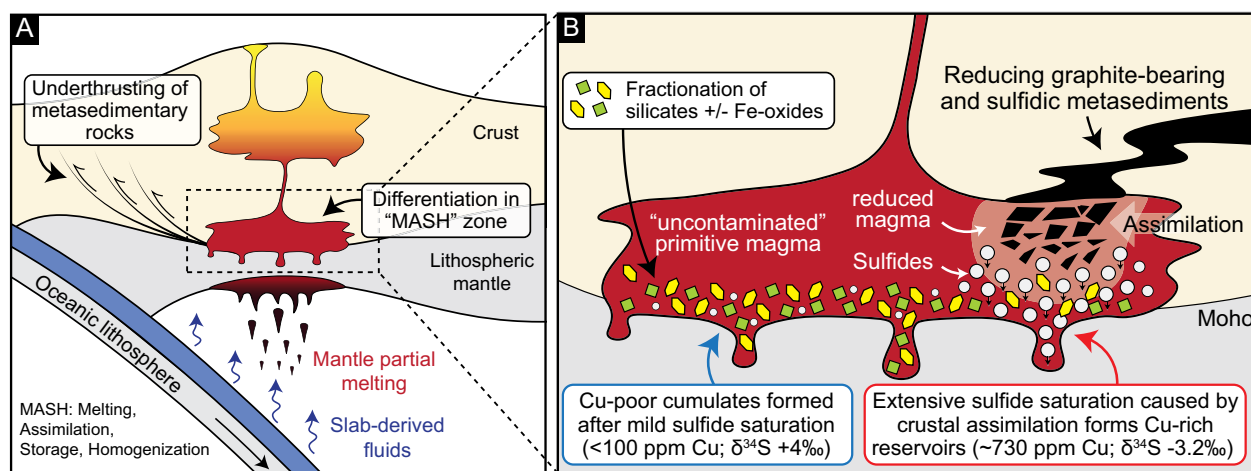 A
Underthrusting of
metasedimentary
rocks
Crust
Differentiation in
“MASH” zone
Lithospheric
mantle
Oceanic lithosphere
Mantle partial
melting
Slab-derived
fluids
MASH: Melting,
Assimilation,
Storage, Homogenization
B
Fractionation of
silicates +/- Fe-oxides
Reducing graphite-bearing
and sulfidic metasediments
“uncontaminated”
primitive magma
reduced
magma
Assimilation
Sulfides
Moho
Cu-poor cumulates formed
after mild sulfide saturation
(<100 ppm Cu; δ³⁴S +4‰)
Extensive sulfide saturation caused by
crustal assimilation forms Cu-rich
reservoirs (~730 ppm Cu; δ³⁴S -3.2‰)